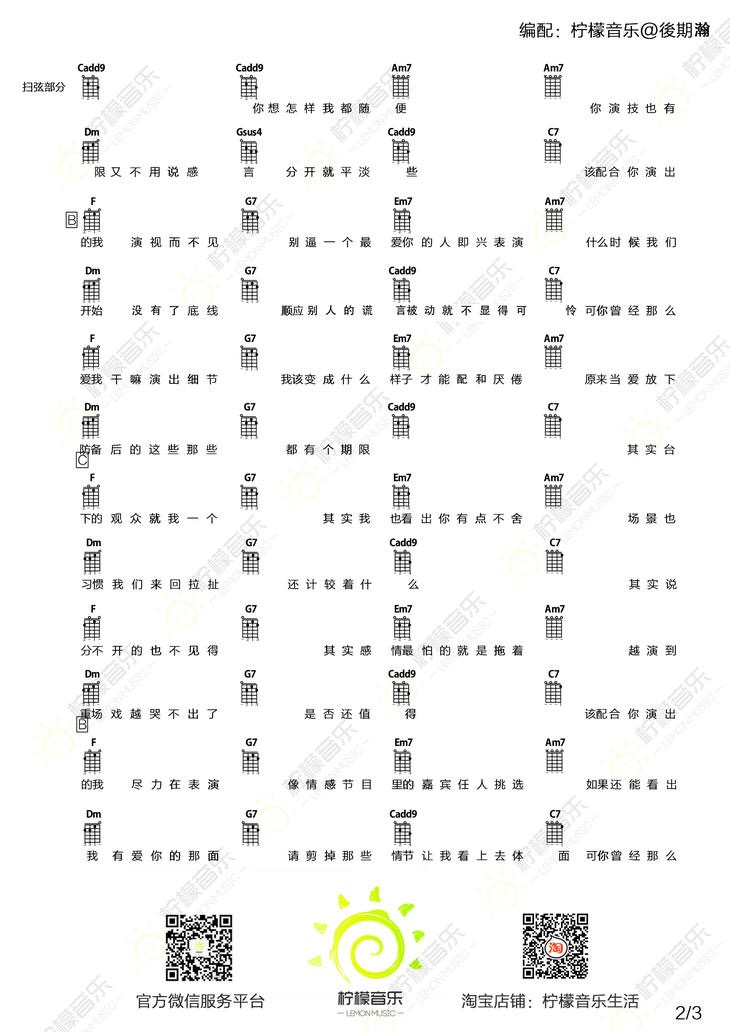 编配：柠檬音乐@後期瀚
Cadd9 Cadd9 Am7 Am7
扫弦部分
你想怎样我都随 便 你演技也有
Dm Gsus4 Cadd9 C7
限又不用说感 言 分开就平淡 些 该配合你演出
B
F G7 Em7 Am7
的我 演视而不见 别逼一个最 爱你的人即兴表演 什么时候我们
Dm G7 Cadd9 C7
开始 没有了底线 顺应别人的谎 言被动就不显得可 怜可你曾经那么
F G7 Em7 Am7
爱我干嘛演出细节 我该变成什么 样子才能配和厌倦 原来当爱放下
Dm G7 Cadd9 C7
防备后的这些那些 都有个期限 其实台
C
F G7 Em7 Am7
下的观众就我一个 其实我 也看出你有点不舍 场景也
Dm G7 Cadd9 C7
习惯我们来回拉扯 还计较着什 么 其实说
F G7 Em7 Am7
分不开的也不见得 其实感 情最怕的就是拖着 越演到
Dm G7 Cadd9 C7
重场戏越哭不出了 是否还值 得 该配合你演出
B
F G7 Em7 Am7
的我 尽力在表演 像情感节目 里的嘉宾任人挑选 如果还能看出
Dm G7 Cadd9 C7
我有爱你的那面 请剪掉那些 情节让我看上去体 面 可你曾经那么
淘
官方微信服务平台
柠檬音乐
—LEMON MUSIC—
淘宝店铺：柠檬音乐生活
2/3